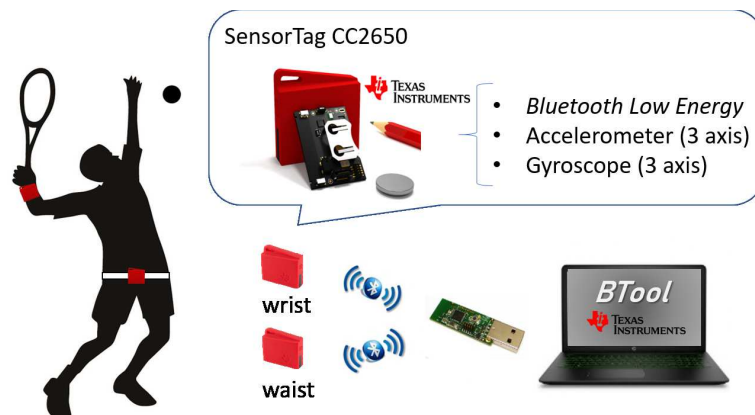 SensorTag CC2650
TEXAS
INSTRUMENTS
• Bluetooth Low Energy
• Accelerometer (3 axis)
• Gyroscope (3 axis)
wrist
waist
BTool
TEXAS
INSTRUMENTS